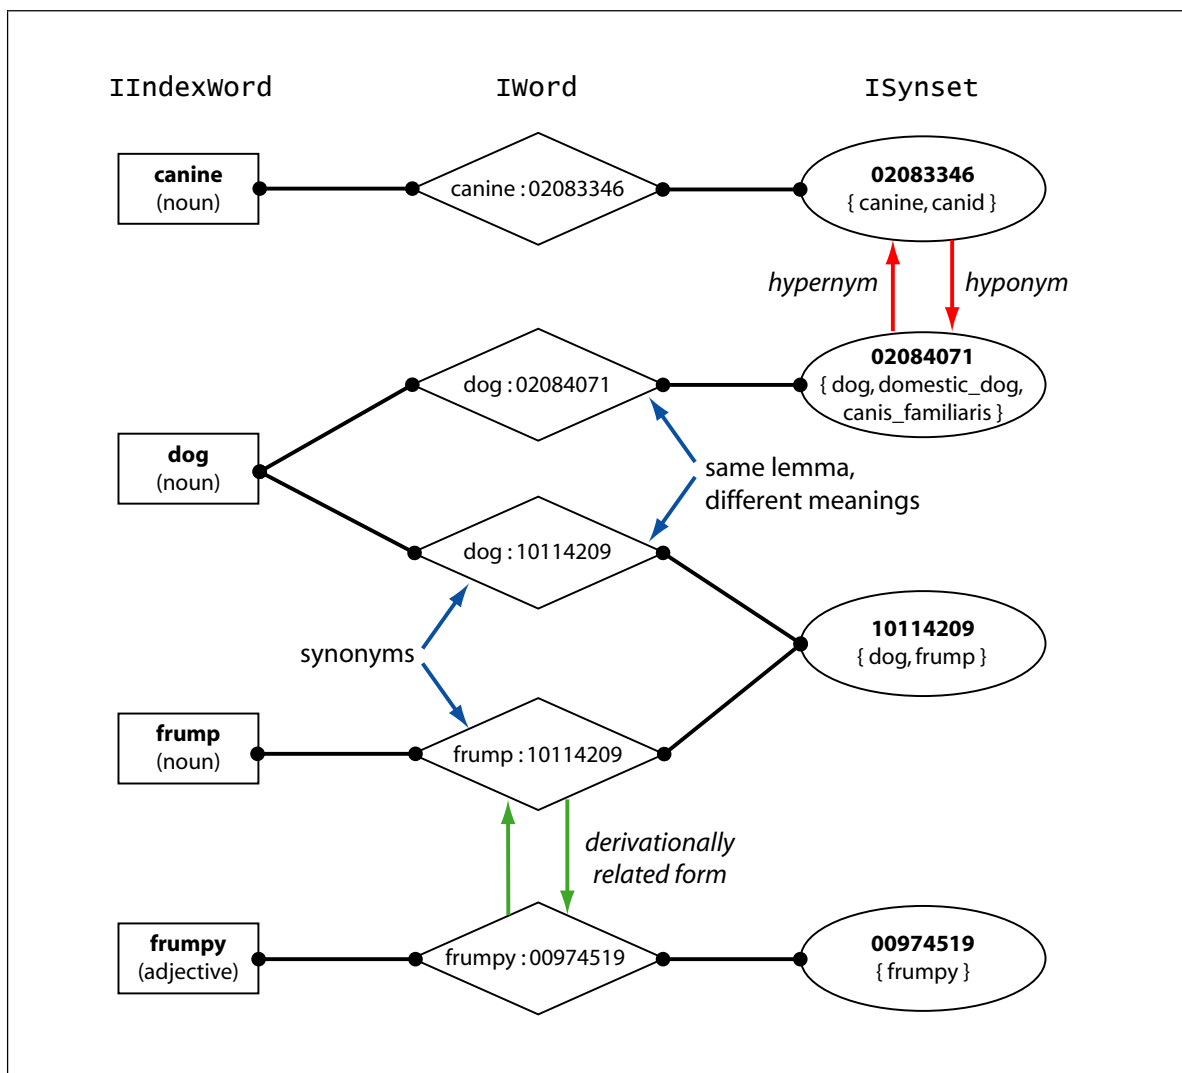 IIndexWord
IWord
ISynset
canine
(noun)
canine : 02083346
02083346
{ canine, canid }
hypernym
hyponym
dog : 02084071
02084071
{ dog, domestic_dog,
canis_familiaris }
dog
(noun)
same lemma,
different meanings
dog : 10114209
synonyms
10114209
{ dog, frump }
frump
(noun)
frump : 10114209
derivationally
related form
frumpy
(adjective)
frumpy : 00974519
00974519
{ frumpy }